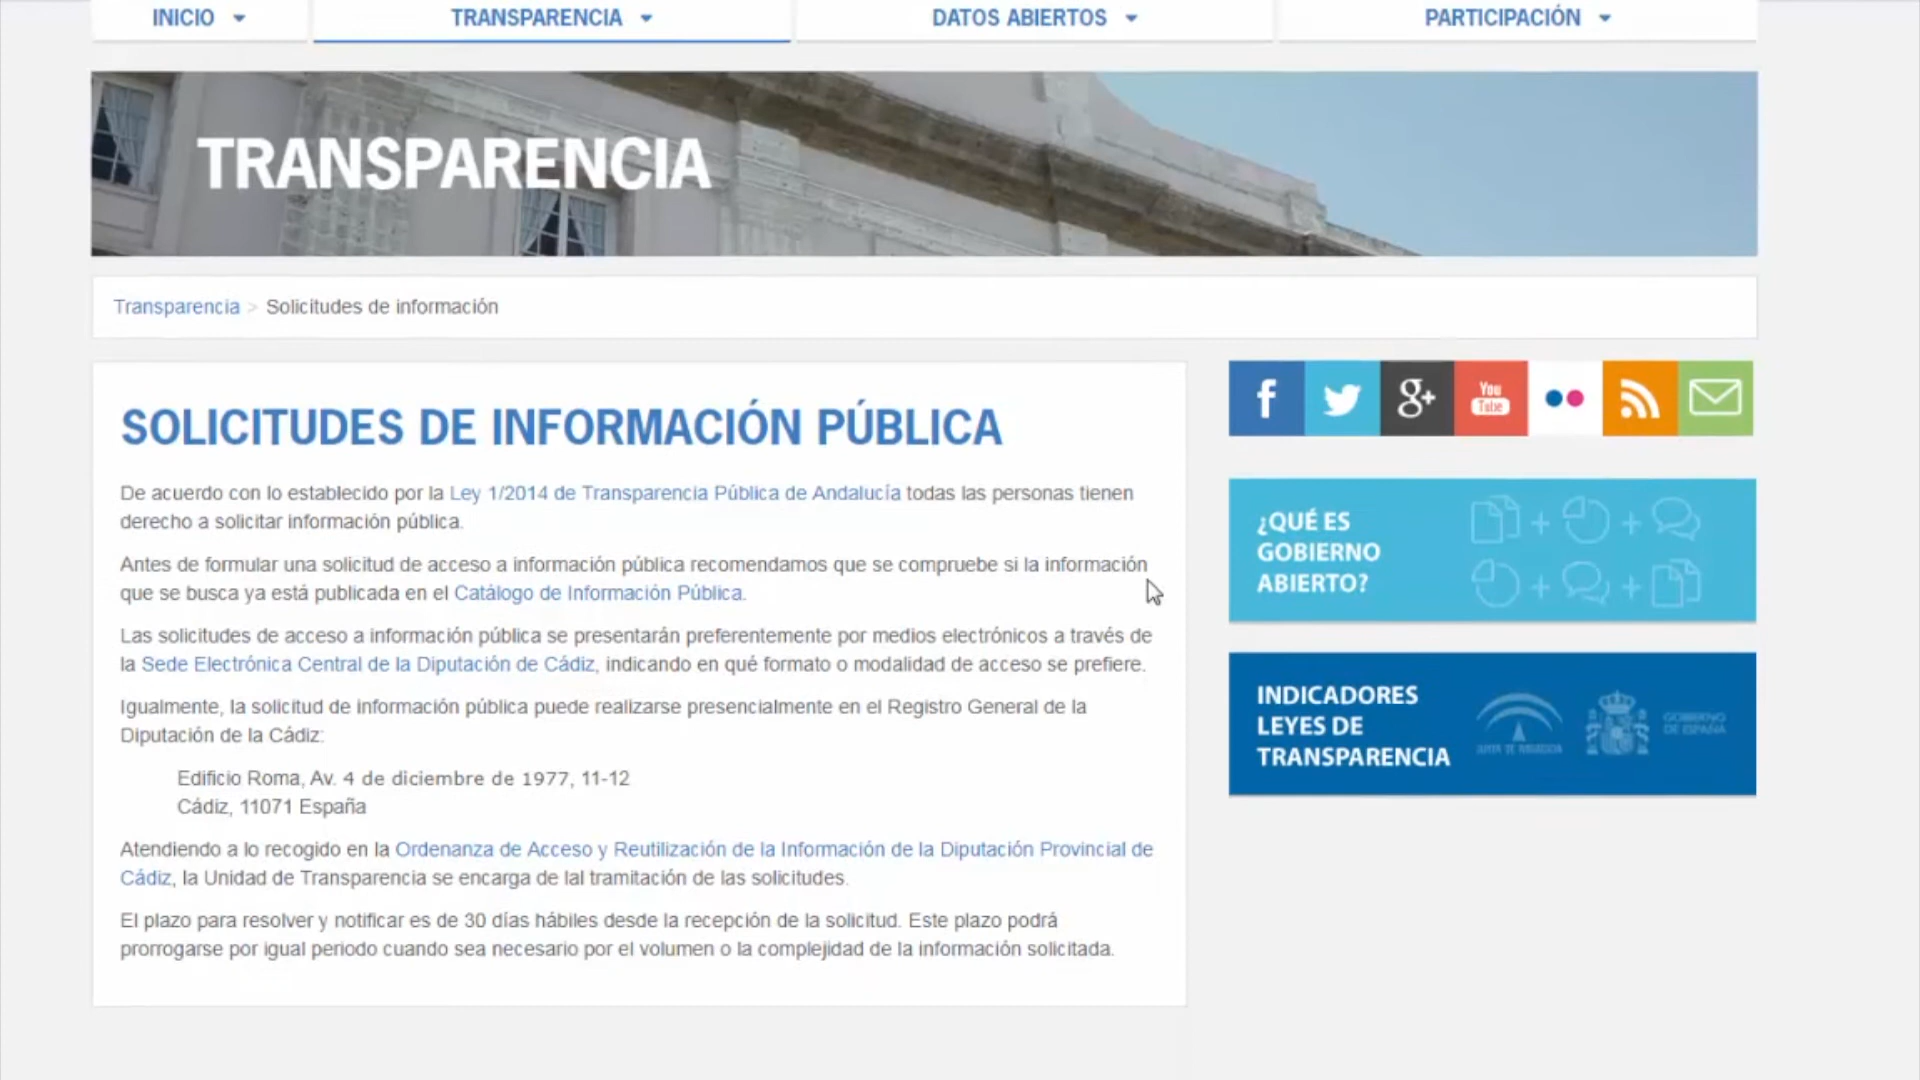 INICIO
TRANSPARENCIA
DATOS ABIERTOS
PARTICIPACIÓN
TRANSPARENCIA
Transparencia > Solicitudes de información
SOLICITUDES DE INFORMACIÓN PÚBLICA
De acuerdo con lo establecido por la Ley 1/2014 de Transparencia Pública de Andalucía todas las personas tienen
derecho a solicitar información pública.
Antes de formular una solicitud de acceso a información pública recomendamos que se compruebe si la información
que se busca ya está publicada en el Catálogo de Información Pública.
Las solicitudes de acceso a información pública se presentarán preferentemente por medios electrónicos a través de
la Sede Electrónica Central de la Diputación de Cádiz, indicando en qué formato o modalidad de acceso se prefiere.
Igualmente, la solicitud de información pública puede realizarse presencialmente en el Registro General de la
Diputación de la Cádiz:
Edificio Roma, Av. 4 de diciembre de 1977, 11-12
Cádiz, 11071 España
Atendiendo a lo recogido en la Ordenanza de Acceso y Reutilización de la Información de la Diputación Provincial de
Cádiz, la Unidad de Transparencia se encarga de lal tramitación de las solicitudes.
El plazo para resolver y notificar es de 30 días hábiles desde la recepción de la solicitud. Este plazo podrá
prorrogarse por igual periodo cuando sea necesario por el volumen o la complejidad de la información solicitada.
f
g+
You
Tube
¿QUÉ ES
GOBIERNO
ABIERTO?
INDICADORES
LEYES DE
TRANSPARENCIA
JUNTA DE ANDALUCIA
GOBIERNO
DE ESPAÑA